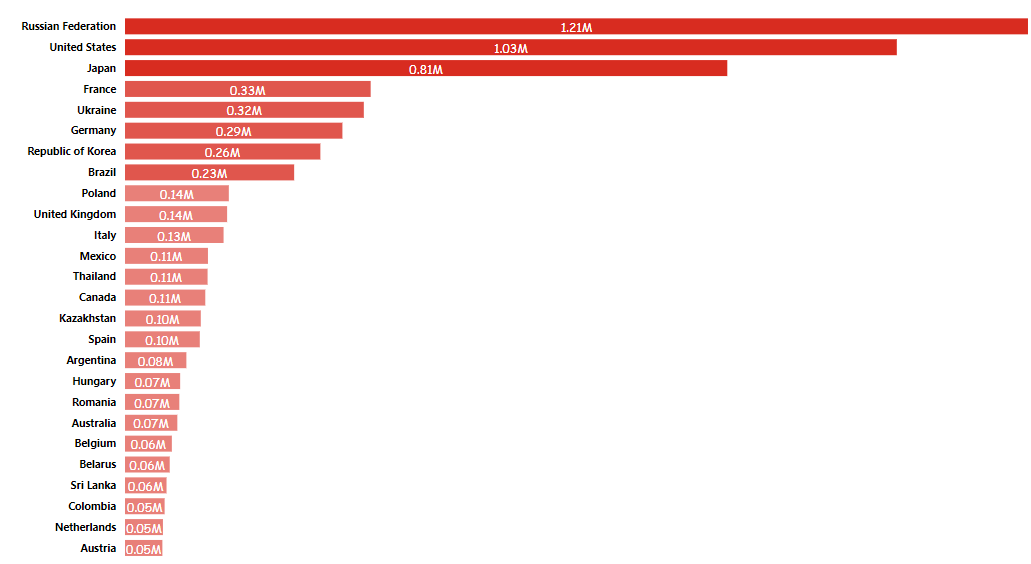 Russian Federation 1.21M
United States 1.03M
Japan 0.81M
France 0.33M
Ukraine 0.32M
Germany 0.29M
Republic of Korea 0.26M
Brazil 0.23M
Poland 0.14M
United Kingdom 0.14M
Italy 0.13M
Mexico 0.11M
Thailand 0.11M
Canada 0.11M
Kazakhstan 0.10M
Spain 0.10M
Argentina 0.08M
Hungary 0.07M
Romania 0.07M
Australia 0.07M
Belgium 0.06M
Belarus 0.06M
Sri Lanka 0.06M
Colombia 0.05M
Netherlands 0.05M
Austria 0.05M